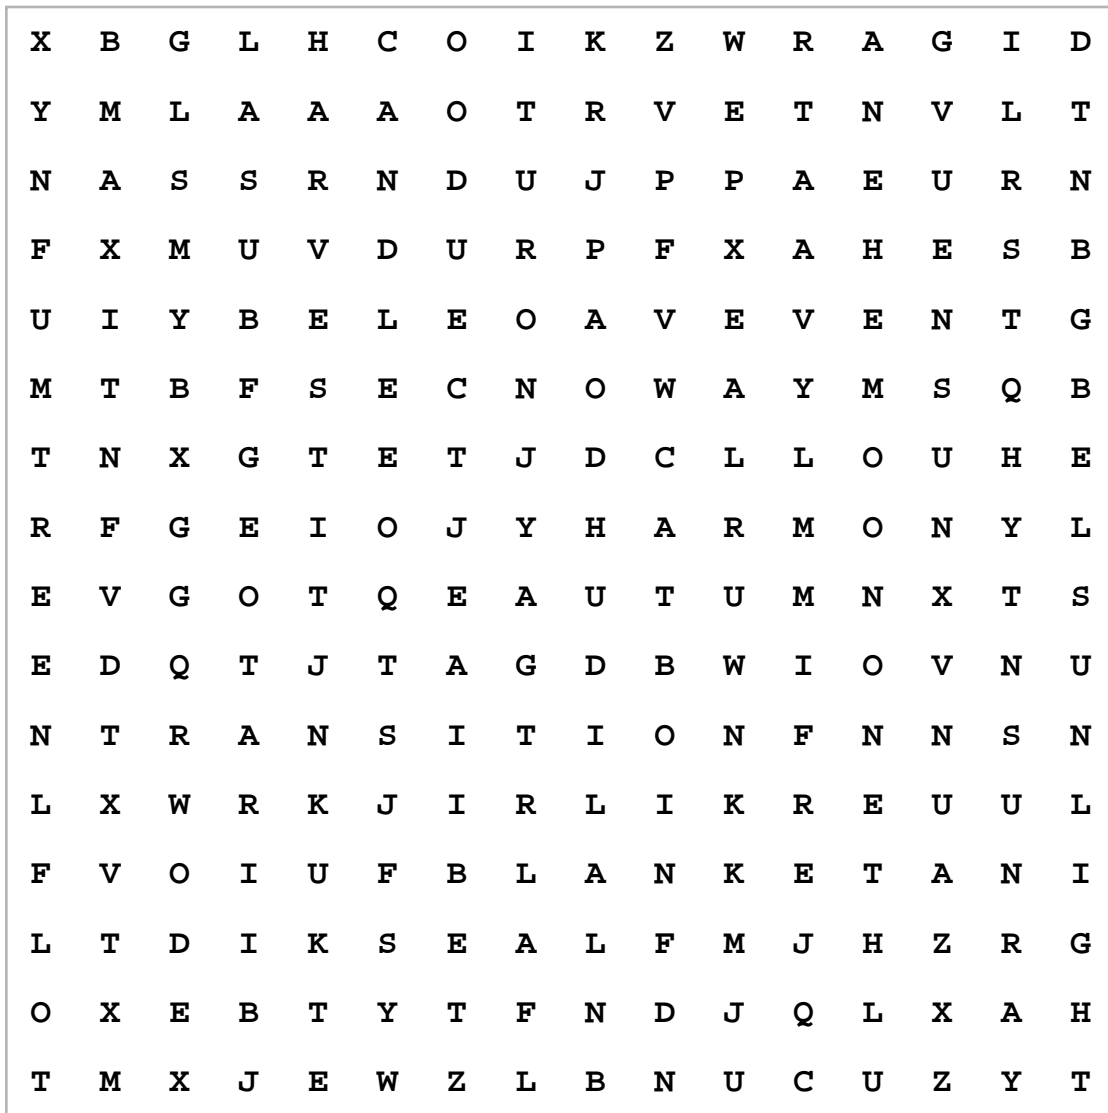 X B G L H C O I K Z W R A G I D
Y M L A A A O T R V E T N V L T
N A S S R N D U J P P A E U R N
F X M U V D U R P F X A H E S B
U I Y B E L E O A V E V E N T G
M T B F S E C N O W A Y M S Q B
T N X G T E T J D C L L O U H E
R F G E I O J Y H A R M O N Y L
E V G O T Q E A U T U M N X T S
E D Q T J T A G D B W I O V N U
N T R A N S I T I O N F N N S N
L X W R K J I R L I K R E U U L
F V O I U F B L A N K E T A N I
L T D I K S E A L F M J H Z R G
O X E B T Y T F N D J Q L X A H
T M X J E W Z L B N U C U Z Y T